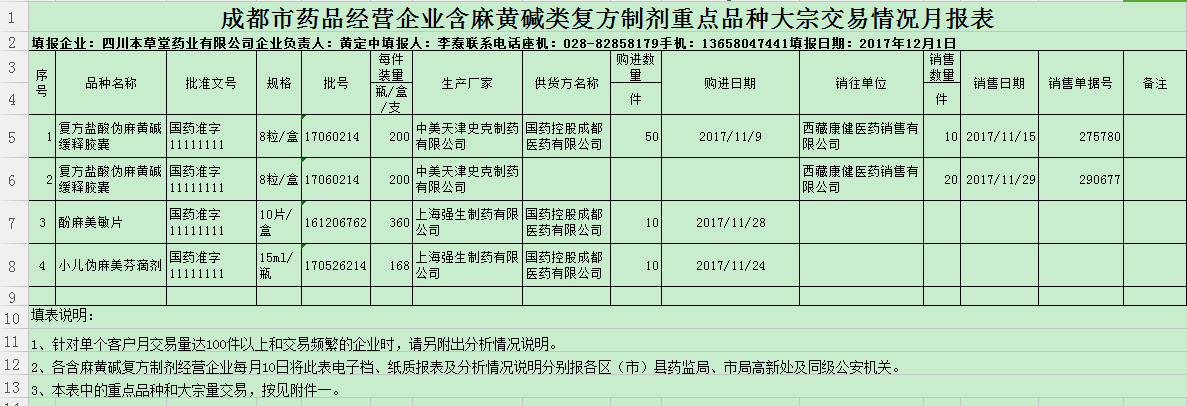 成都市药品经营企业含麻黄碱类复方制剂重点品种大宗交易情况月报表
填报企业：四川本草堂药业有限公司企业负责人：黄定中填报人：李泰联系电话座机：028-82858179手机：13658047441填报日期：2017年12月1日
序号 品种名称 批准文号 规格 批号 每件装量 瓶/盒/支 生产厂家 供货方名称 购进数量 件 购进日期 销往单位 销售数量 件 销售日期 销售单据号 备注
1 复方盐酸伪麻黄碱缓释胶囊 国药准字11111111 8粒/盒 17060214 200 中美天津史克制药有限公司 国药控股成都医药有限公司 50 2017/11/9 西藏康健医药销售有限公司 10 2017/11/15 275780
2 复方盐酸伪麻黄碱缓释胶囊 国药准字11111111 8粒/盒 17060214 200 中美天津史克制药有限公司 西藏康健医药销售有限公司 20 2017/11/29 290677
3 酚麻美敏片 国药准字11111111 10片/盒 161206762 360 上海强生制药有限公司 国药控股成都医药有限公司 10 2017/11/28
4 小儿伪麻美芬滴剂 国药准字11111111 15ml/瓶 170526214 168 上海强生制药有限公司 国药控股成都医药有限公司 10 2017/11/24
填表说明：
1、针对单个客户月交易量达100件以上和交易频繁的企业时，请另附出分析情况说明。
2、各含麻黄碱复方制剂经营企业每月10日将此表电子档、纸质报表及分析情况说明分别报各区（市）县药监局、市局高新处及同级公安机关。
3、本表中的重点品种和大宗量交易，按见附件一。
1
2
3
4
5
6
7
8
9
10
11
12
13